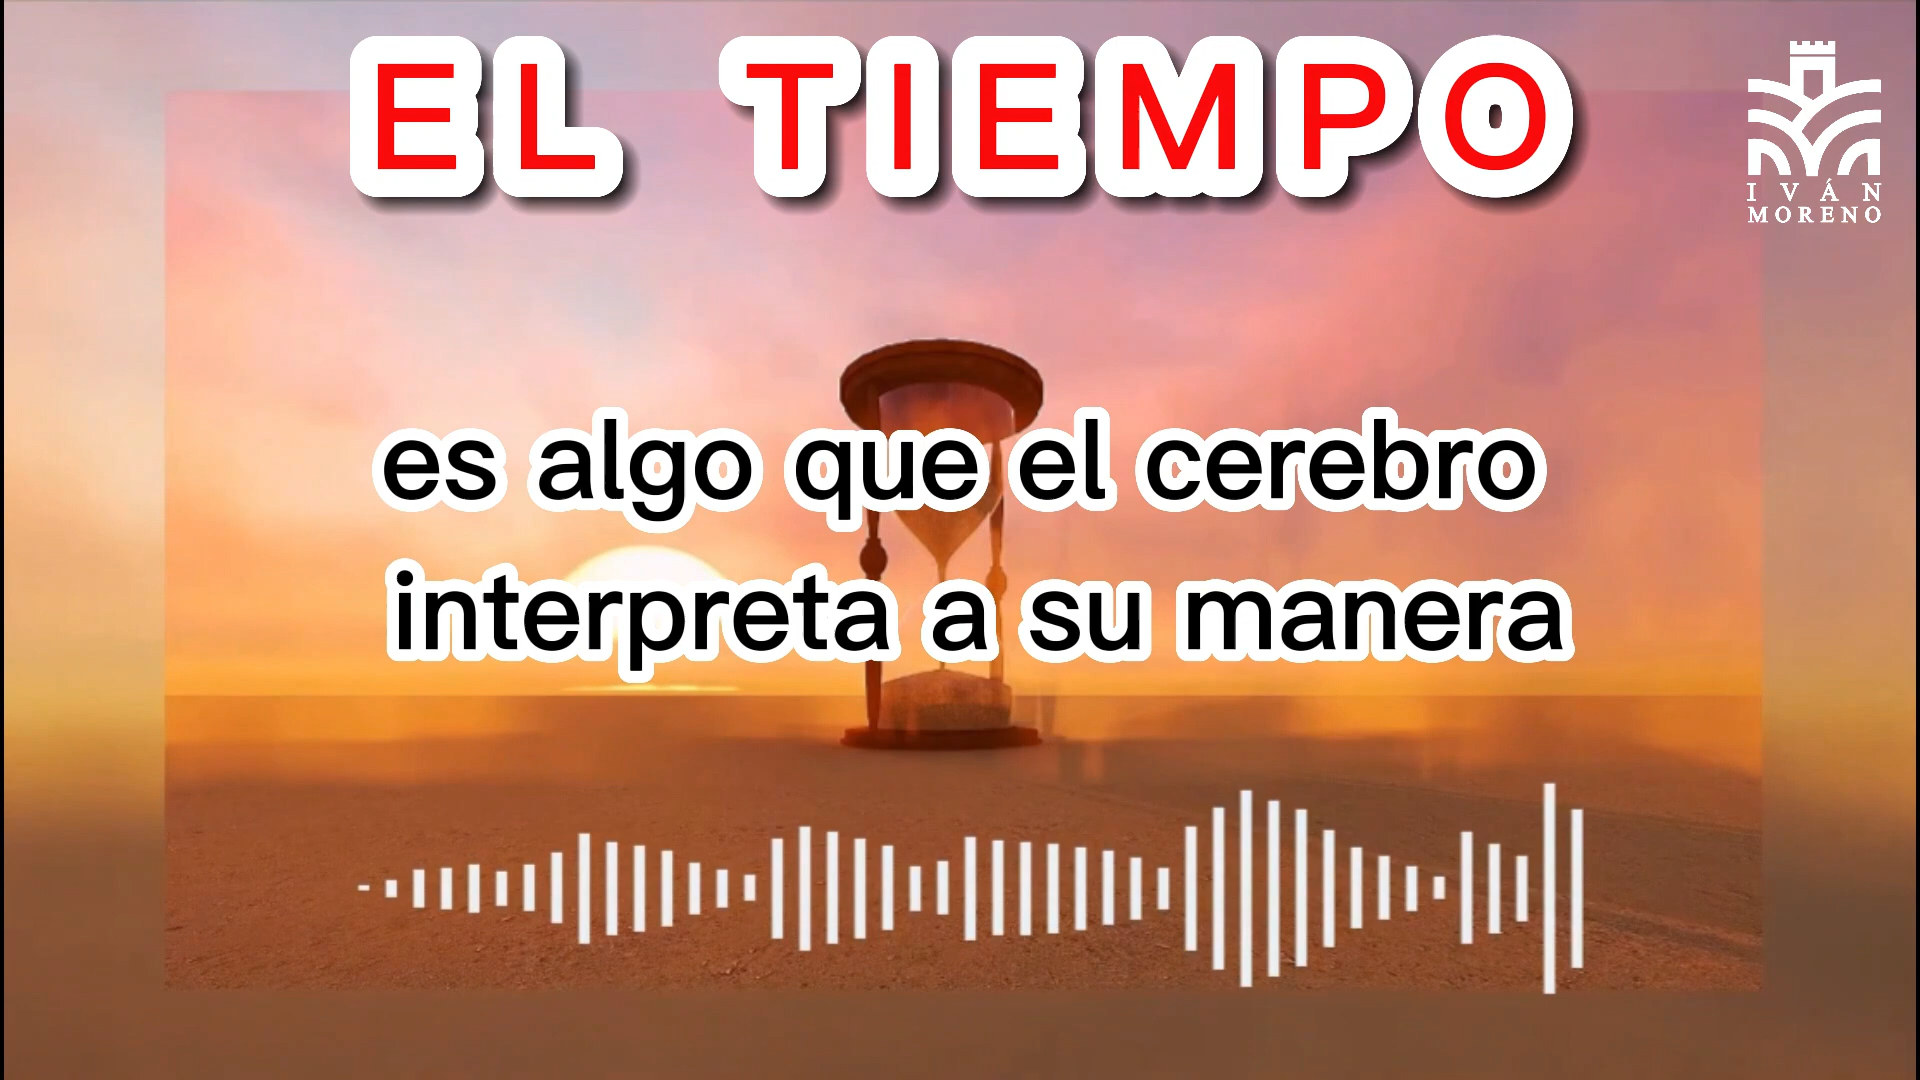 EL TIEMPO
IVÁN
MORENO
es algo que el cerebro
interpreta a su manera